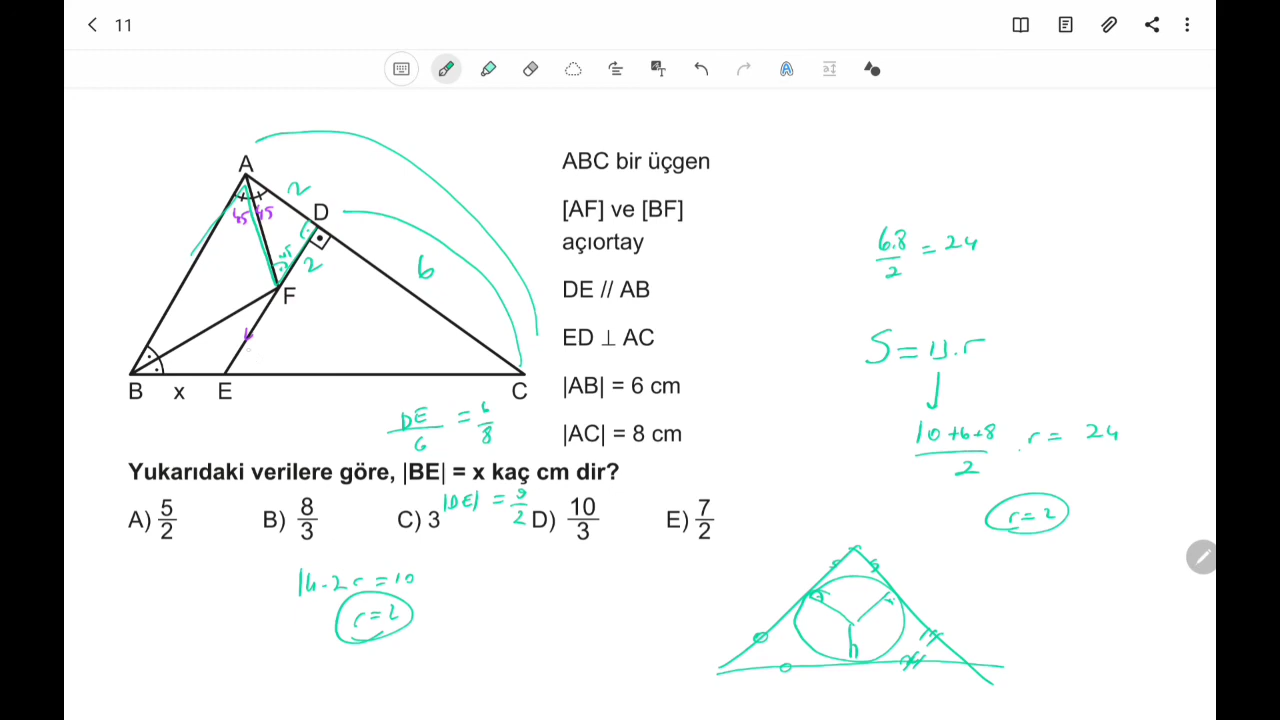 11
A
2
45 45
D
45
2
6
F
B x E C
ABC bir üçgen
[AF] ve [BF]
açıortay
DE // AB
ED ⊥ AC
|AB| = 6 cm
|AC| = 8 cm
DE/6 = 6/8
Yukarıdaki verilere göre, |BE| = x kaç cm dir?
A) 5/2 B) 8/3 C) 3 D) 10/3 E) 7/2
|DE| = 9/2
14-2r = 10
r=2
6.8/2 = 24
S = u.r
10+6+8/2 . r = 24
r=2